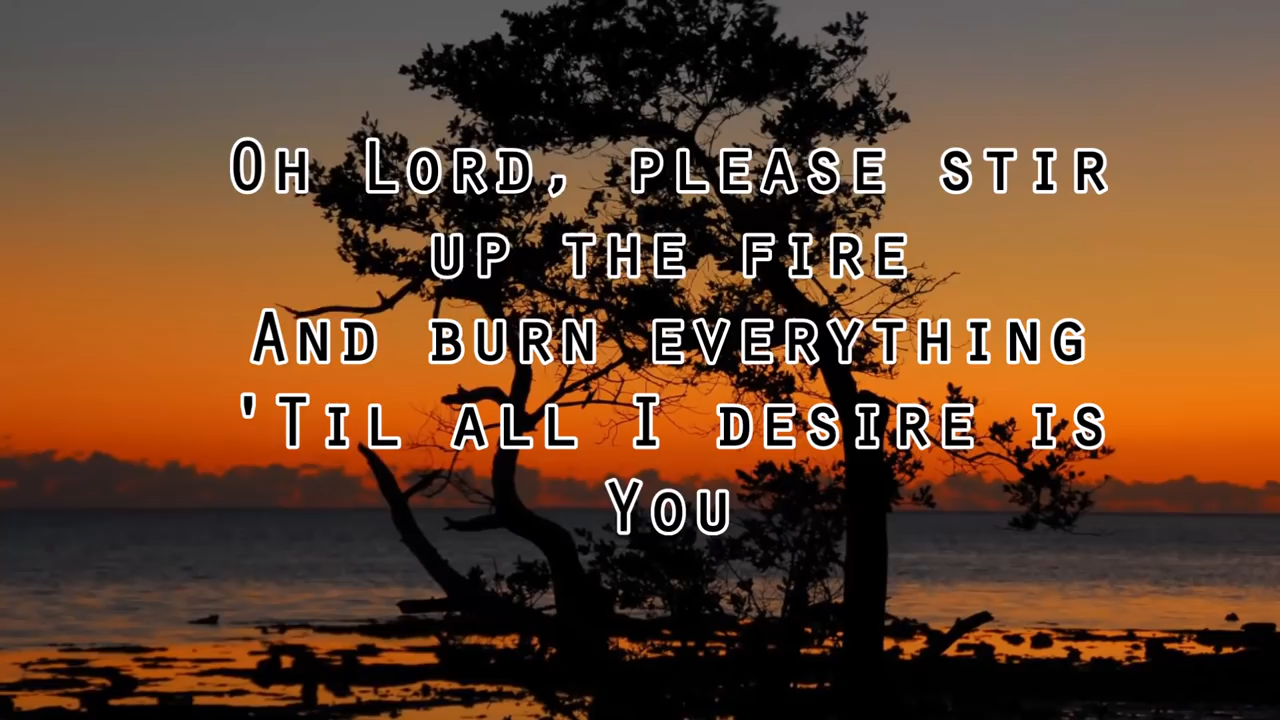 Oh Lord, please stir
up the fire
And burn everything
'Til all I desire is
You